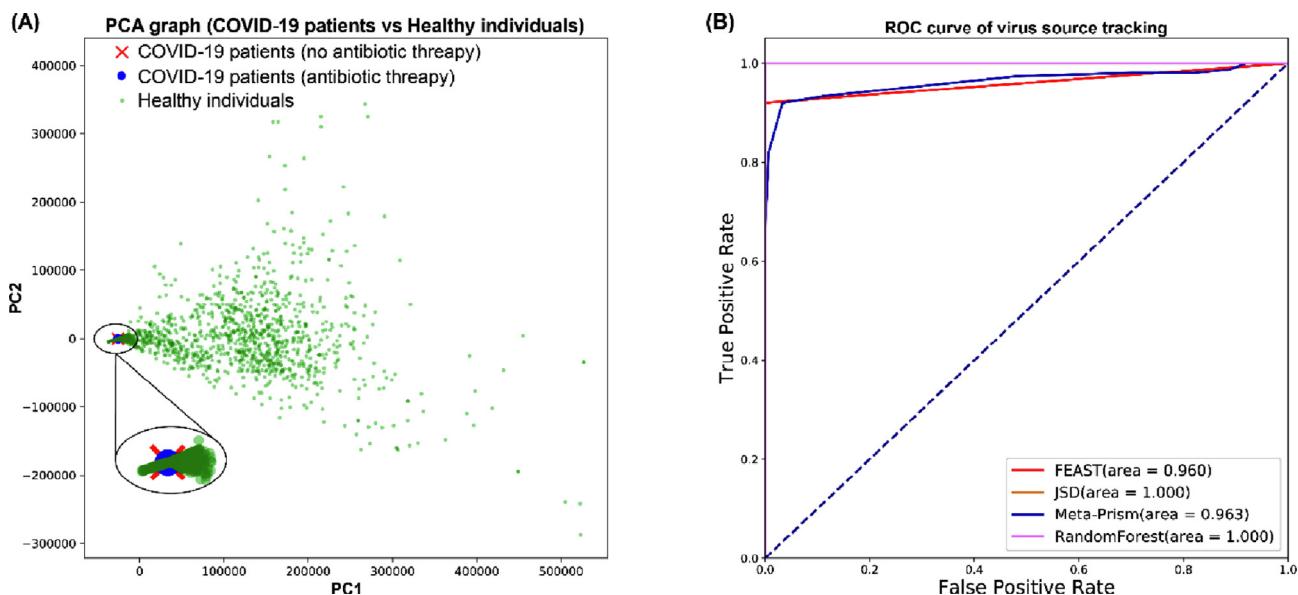 (A)
PCA graph (COVID-19 patients vs Healthy individuals)
COVID-19 patients (no antibiotic threapy)
COVID-19 patients (antibiotic threapy)
Healthy individuals
400000
300000
200000
100000
0
−100000
−200000
−300000
PC2
0
100000
200000
300000
400000
500000
PC1
(B)
ROC curve of virus source tracking
1.0
0.8
0.6
0.4
0.2
0.0
True Positive Rate
FEAST(area = 0.960)
JSD(area = 1.000)
Meta-Prism(area = 0.963)
RandomForest(area = 1.000)
0.0
0.2
0.4
0.6
0.8
1.0
False Positive Rate